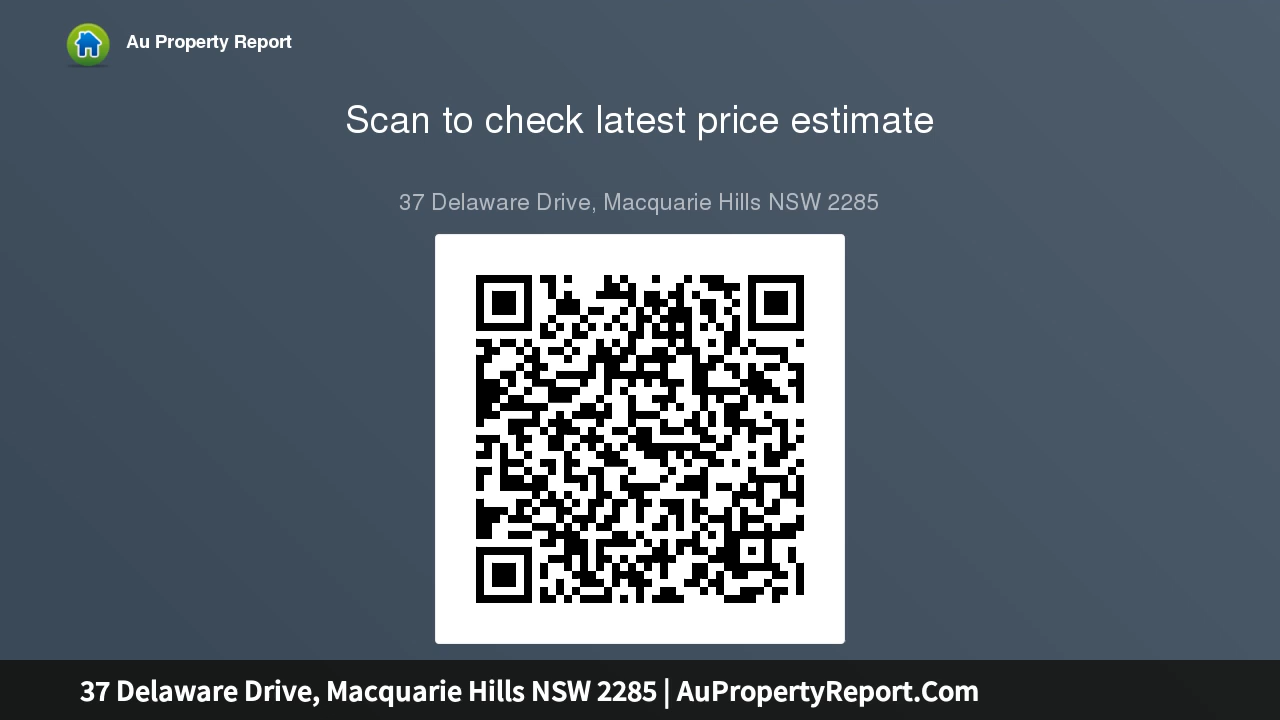 Au Property Report
Scan to check latest price estimate
37 Delaware Drive, Macquarie Hills NSW 2285
37 Delaware Drive, Macquarie Hills NSW 2285 | AuPropertyReport.Com